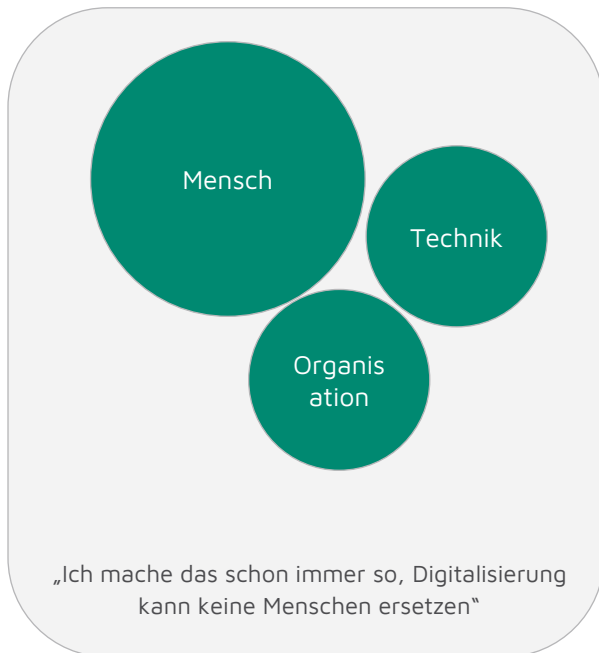 Mensch
Technik
Organis
ation
„Ich mache das schon immer so, Digitalisierung
kann keine Menschen ersetzen“